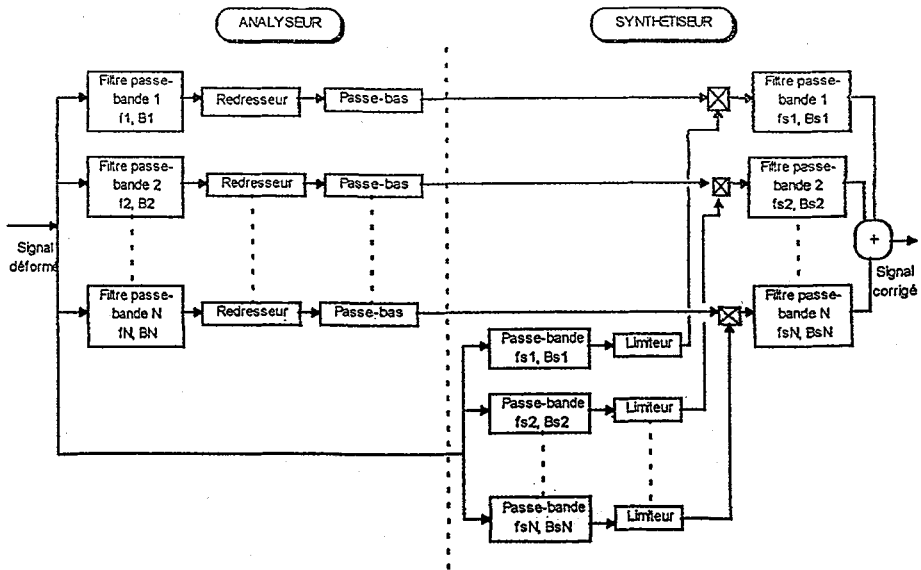 ANALYSEUR
SYNTHETISEUR
Filtre passe-
bande 1
f1, B1
Redresseur
Passe-bas
Filtre passe-
bande 1
fs1, Bs1
Filtre passe-
bande 2
f2, B2
Redresseur
Passe-bas
Filtre passe-
bande 2
fs2, Bs2
Signal
déformé
+
Signal
corrigé
Filtre passe-
bande N
fN, BN
Redresseur
Passe-bas
Filtre passe-
bande N
fsN, BsN
Passe-bande
fs1, Bs1
Limiteur
Passe-bande
fs2, Bs2
Limiteur
Passe-bande
fsN, BsN
Limiteur